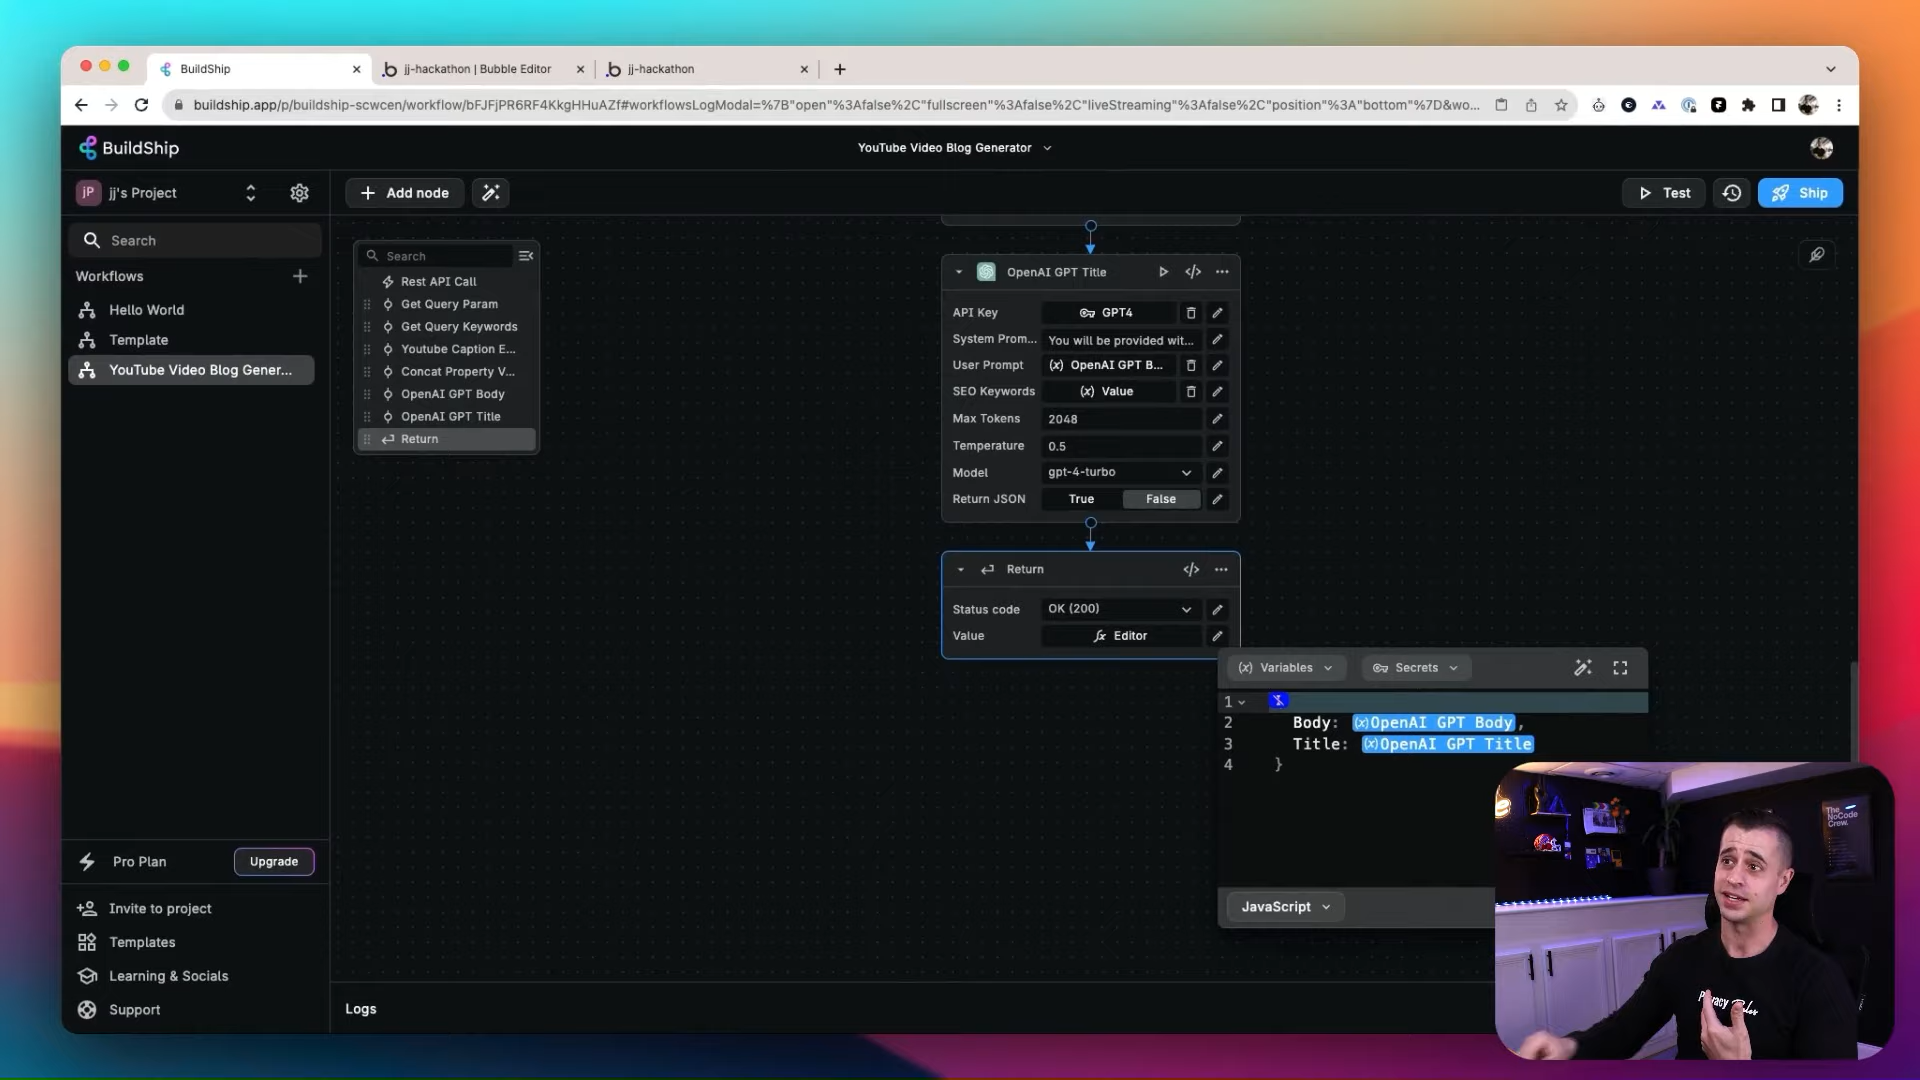 BuildShip
jj-hackathon | Bubble Editor
jj-hackathon
buildship.app/p/buildship-scwcen/workflow/bFJFjPR6RF4KkgHHuAZf#workflowsLogModal=%7B"open"%3Afalse%2C"fullscreen"%3Afalse%2C"liveStreaming"%3Afalse%2C"position"%3A"bottom"%7D&wo...
BuildShip
YouTube Video Blog Generator
jP
jj's Project
Add node
Test
Ship
Search
Workflows
Hello World
Template
YouTube Video Blog Gener...
Search
Rest API Call
Get Query Param
Get Query Keywords
Youtube Caption E...
Concat Property V...
OpenAI GPT Body
OpenAI GPT Title
Return
OpenAI GPT Title
API Key GPT4
System Prom... You will be provided wit...
User Prompt (x) OpenAI GPT B...
SEO Keywords (x) Value
Max Tokens 2048
Temperature 0.5
Model gpt-4-turbo
Return JSON True False
Return
Status code OK (200)
Value fx Editor
(x) Variables Secrets
1
2 Body: (x)OpenAI GPT Body,
3 Title: (x)OpenAI GPT Title
4 }
JavaScript
Pro Plan
Upgrade
Invite to project
Templates
Learning & Socials
Support
Logs
The
NoCode
Crew.